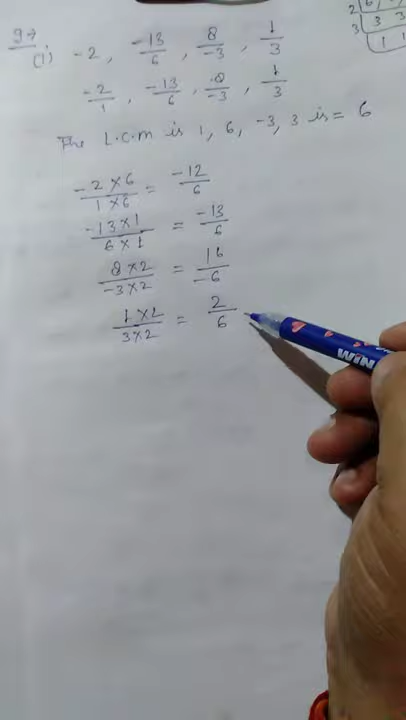 (i) -2, -13/6, 8/-3, 1/3
-2/1, -13/6, 8/-3, 1/3
The L.C.M is 1, 6, -3, 3 is = 6
-2×6/1×6 = -12/6
-13×1/6×1 = -13/6
8×2/-3×2 = 16/-6
1×2/3×2 = 2/6